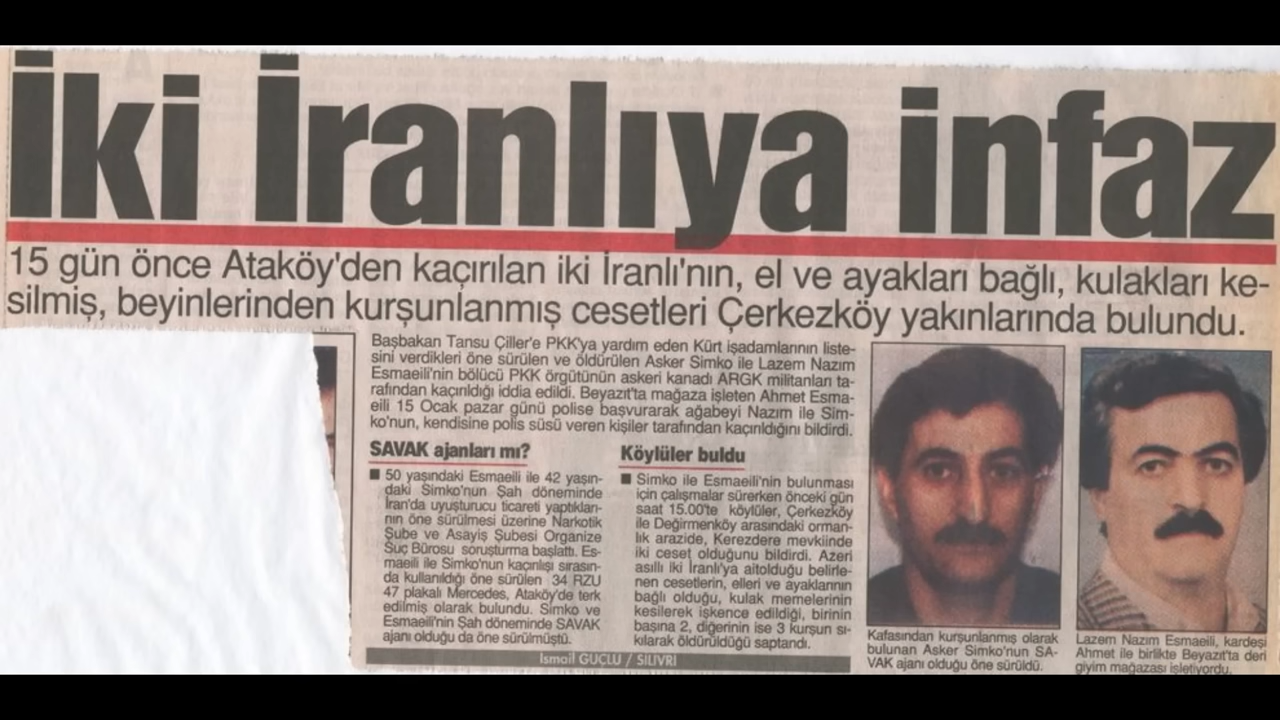 İki İranlıya infaz
15 gün önce Ataköy'den kaçırılan iki İranlı'nın, el ve ayakları bağlı, kulakları ke-
silmiş, beyinlerinden kurşunlanmış cesetleri Çerkezköy yakınlarında bulundu.
Başbakan Tansu Çiller'e PKK'ya yardım eden Kürt işadamlarının liste-
sini verdikleri öne sürülen ve öldürülen Asker Simko ile Lazem Nazım
Esmaeili'nin bölücü PKK örgütünün askeri kanadı ARGK militanları ta-
rafından kaçırıldığı iddia edildi. Beyazıt'ta mağaza işleten Ahmet Esma-
eili 15 Ocak pazar günü polise başvurarak ağabeyi Nazım ile Sim-
ko'nun, kendisine polis süsü veren kişiler tarafından kaçırıldığını bildirdi.
SAVAK ajanları mı?
■ 50 yaşındaki Esmaeili ile 42 yaşın-
daki Simko'nun Şah döneminde
İran'da uyuşturucu ticareti yaptıkları-
nın öne sürülmesi üzerine Narkotik
Şube ve Asayiş Şubesi Organize
Suç Bürosu soruşturma başlattı. Es-
maeili ile Simko'nun kaçırılışı sırasın-
da kullanıldığı öne sürülen 34 RZU
47 plakalı Mercedes, Ataköy'de terk
edilmiş olarak bulundu. Simko ve
Esmaeili'nin Şah döneminde SAVAK
ajanı olduğu da öne sürülmüştü.
Köylüler buldu
■ Simko ile Esmaeili'nin bulunması
için çalışmalar sürerken önceki gün
saat 15.00'te köylüler, Çerkezköy
ile Değirmenköy arasındaki orman-
lık arazide, Kerezdere mevkiinde
iki ceset olduğunu bildirdi. Azeri
asıllı iki İranlı'ya aitolduğu belirle-
nen cesetlerin, elleri ve ayaklarının
bağlı olduğu, kulak memelerinin
kesilerek işkence edildiği, birinin
başına 2, diğerinin ise 3 kurşun sı-
kılarak öldürüldüğü saptandı.
İsmail GÜÇLÜ / SİLİVRİ
Kafasından kurşunlanmış olarak
bulunan Asker Simko'nun SA-
VAK ajanı olduğu öne sürüldü.
Lazem Nazım Esmaeili, kardeşi
Ahmet ile birlikte Beyazıt'ta deri
giyim mağazası işletiyordu.